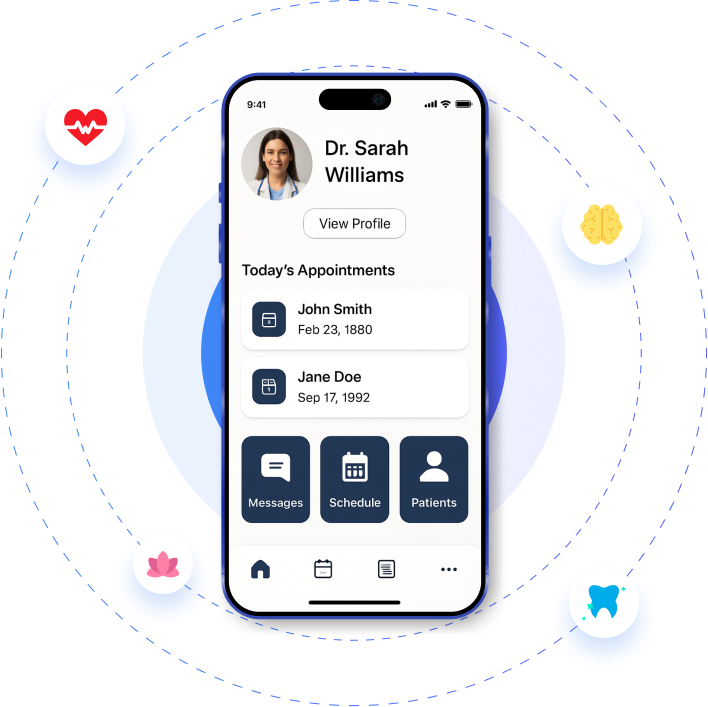 9:41
Dr. Sarah
Williams
View Profile
Today's Appointments
John Smith
Feb 23, 1880
Jane Doe
Sep 17, 1992
Messages
Schedule
Patients